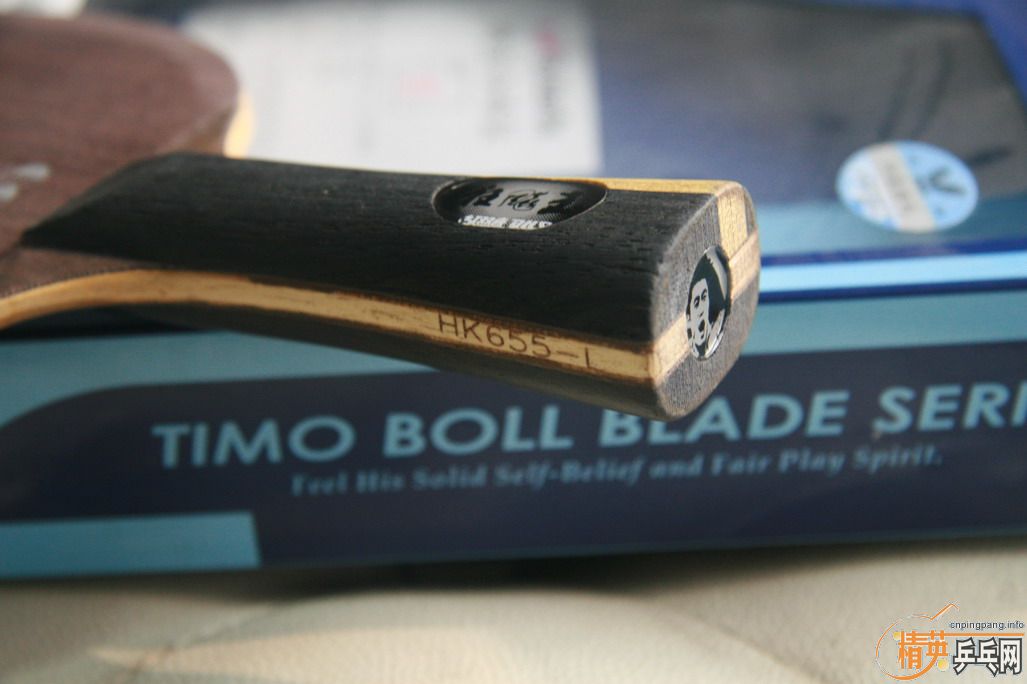 HK655-L
TIMO BOLL BLADE SERI
Feel His Solid Self-Belief and Fair Play Spirit.
cnpingpang.info
精英乒乓网